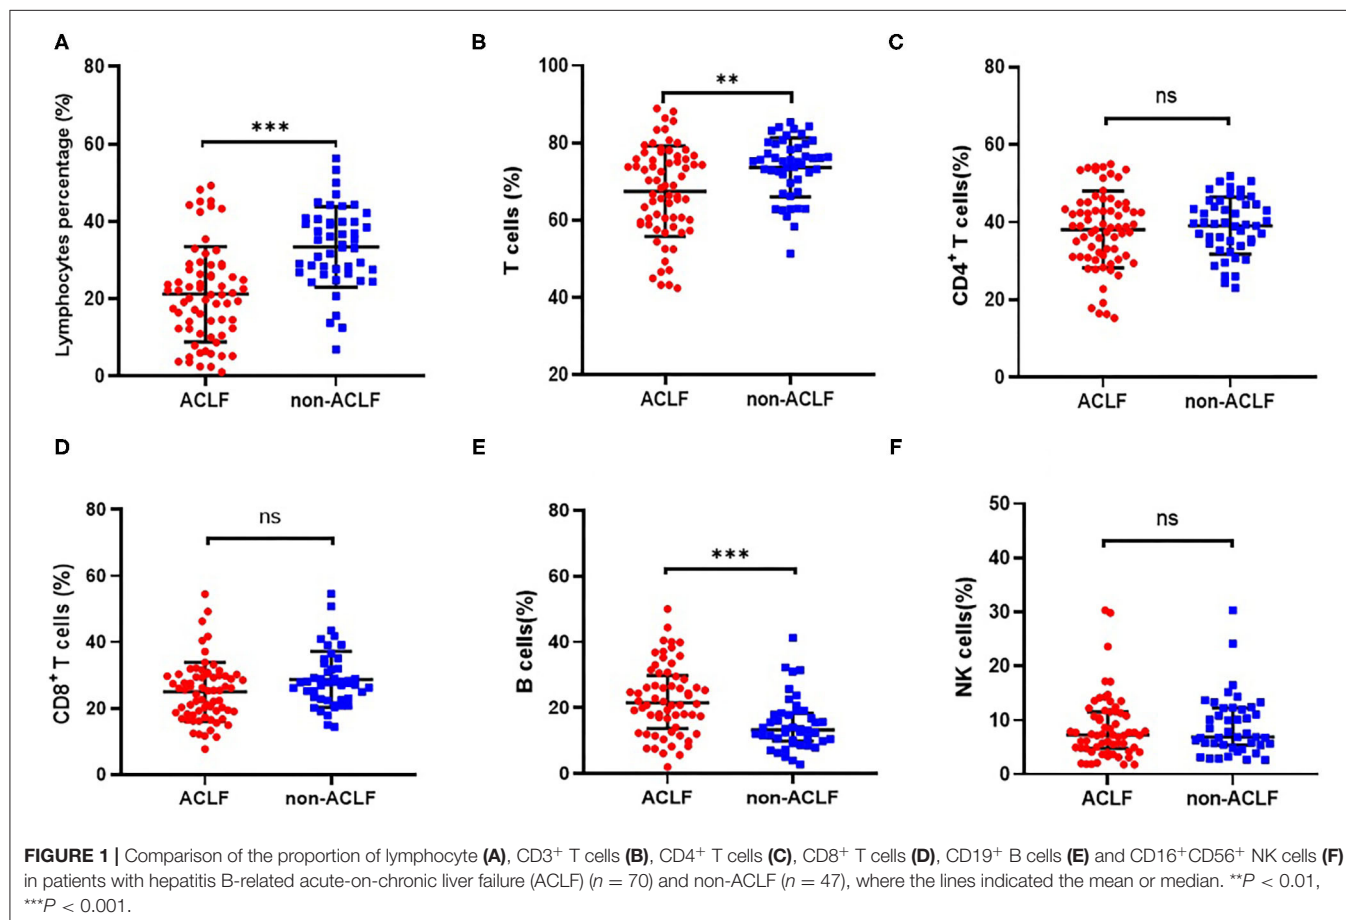 A
B
C
80
60
40
20
0
Lymphocytes percentage (%)
***
ACLF non-ACLF
100
80
60
40
20
T cells (%)
**
ACLF non-ACLF
80
60
40
20
0
CD4⁺ T cells(%)
ns
ACLF non-ACLF
D
E
F
80
60
40
20
0
CD8⁺ T cells (%)
ns
ACLF non-ACLF
80
60
40
20
0
B cells(%)
***
ACLF non-ACLF
50
40
30
20
10
0
NK cells(%)
ns
ACLF non-ACLF
FIGURE 1 | Comparison of the proportion of lymphocyte (A), CD3⁺ T cells (B), CD4⁺ T cells (C), CD8⁺ T cells (D), CD19⁺ B cells (E) and CD16⁺CD56⁺ NK cells (F)
in patients with hepatitis B-related acute-on-chronic liver failure (ACLF) (n = 70) and non-ACLF (n = 47), where the lines indicated the mean or median. **P < 0.01,
***P < 0.001.